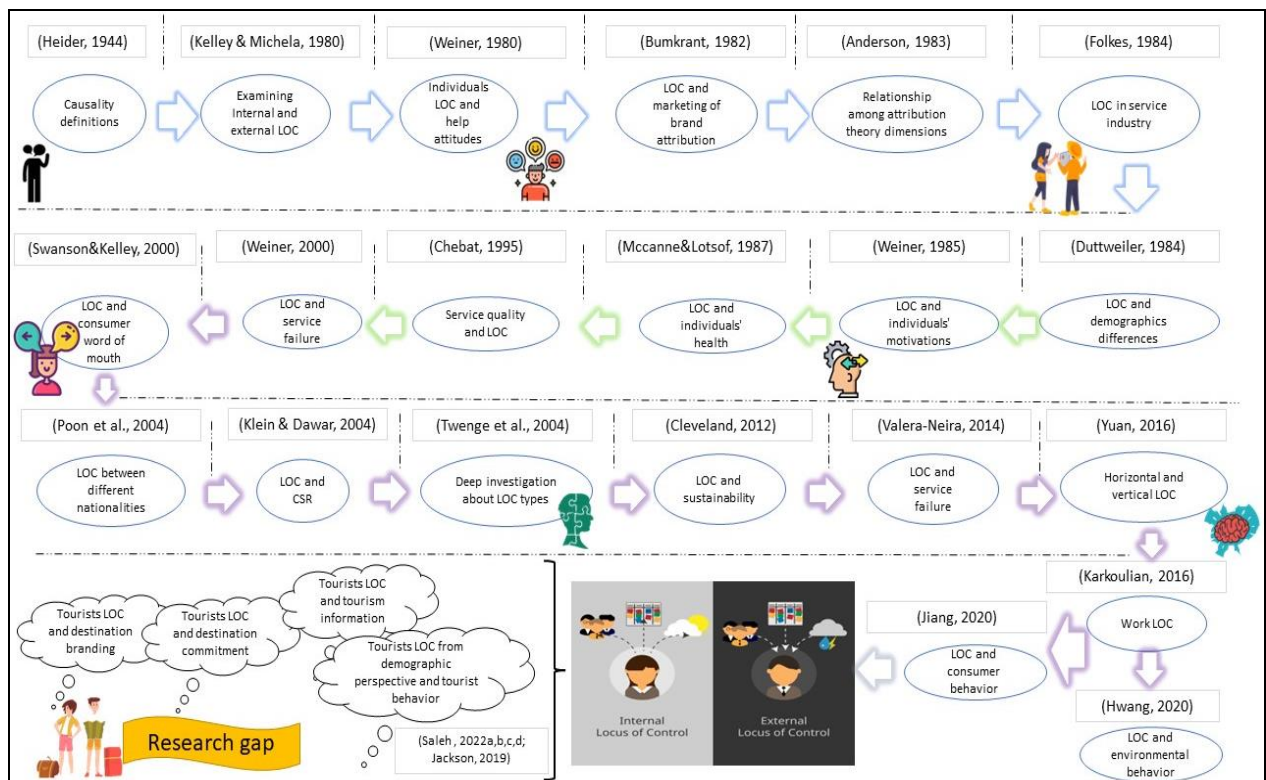 (Heider, 1944)
(Kelley & Michela, 1980)
(Weiner, 1980)
(Bumkrant, 1982)
(Anderson, 1983)
(Folkes, 1984)
Causality
definitions
Examining
Internal and
external LOC
Individuals
LOC and
help
attitudes
LOC and
marketing of
brand
attribution
Relationship
among attribution
theory dimensions
LOC in service
industry
(Swanson&Kelley, 2000)
(Weiner, 2000)
(Chebat, 1995)
(Mccanne&Lotsof, 1987)
(Weiner, 1985)
(Duttweiler, 1984)
LOC and
consumer
word of
mouth
LOC and
service
failure
Service quality
and LOC
LOC and
individuals'
health
LOC and
individuals'
motivations
LOC and
demographics
differences
(Poon et al., 2004)
(Klein & Dawar, 2004)
(Twenge et al., 2004)
(Cleveland, 2012)
(Valera-Neira, 2014)
(Yuan, 2016)
LOC between
different
nationalities
LOC and
CSR
Deep investigation
about LOC types
LOC and
sustainability
LOC and
service
failure
Horizontal and
vertical LOC
Tourists LOC
and destination
branding
Tourists LOC
and destination
commitment
Tourists LOC
and tourism
information
Tourists LOC from
demographic
perspective and tourist
behavior
(Saleh , 2022a,b,c,d;
Jackson, 2019)
Research gap
Internal
Locus of Control
External
Locus of Control
(Jiang, 2020)
LOC and
consumer
behavior
(Karkoulian, 2016)
Work LOC
(Hwang, 2020)
LOC and
environmental
behavior